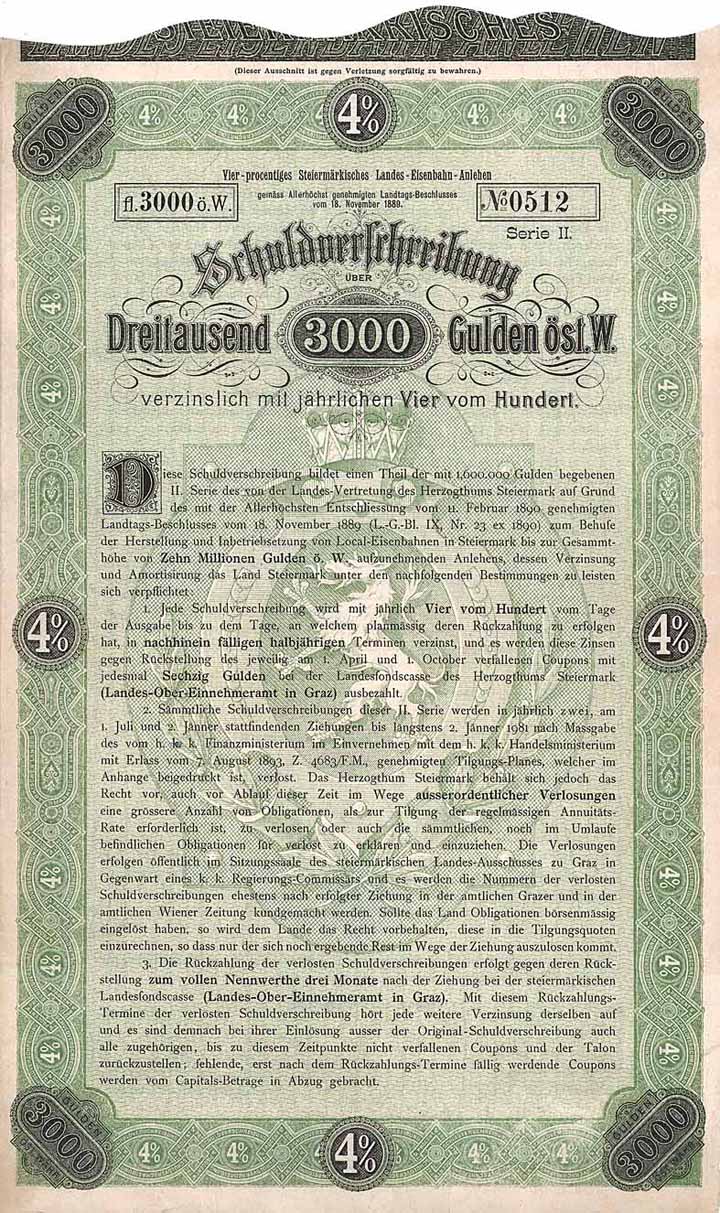 STEIERMÄRKISCHES
(Dieser Ausschnitt ist gegen Verletzung sorgfältig zu bewahren.)
GULDEN 3000 ÖST. WÄHR.
4%
4%
4%
4%
4%
GULDEN 3000 ÖST. WÄHR.
Vier-procentiges Steiermärkisches Landes-Eisenbahn-Anlehen
fl. 3000 ö. W.
gemäss Allerhöchst genehmigten Landtags-Beschlusses
vom 18. November 1889.
№ 0512
Serie II.
Schuldverschreibung
ÜBER
Dreitausend 3000 Gulden öst. W.
verzinslich mit jährlichen Vier vom Hundert.
Diese Schuldverschreibung bildet einen Theil der mit 1,600.000 Gulden begebenen
II. Serie des von der Landes-Vertretung des Herzogthums Steiermark auf Grund
des mit der Allerhöchsten Entschliessung vom 11. Februar 1890 genehmigten
Landtags-Beschlusses vom 18. November 1889 (L.-G.-Bl. IX, Nr. 23 ex 1890) zum Behufe
der Herstellung und Inbetriebsetzung von Local-Eisenbahnen in Steiermark bis zur Gesammt-
höhe von Zehn Millionen Gulden ö. W. aufzunehmenden Anlehens, dessen Verzinsung
und Amortisirung das Land Steiermark unter den nachfolgenden Bestimmungen zu leisten
sich verpflichtet:
1. Jede Schuldverschreibung wird mit jährlich Vier vom Hundert vom Tage
der Ausgabe bis zu dem Tage, an welchem planmässig deren Rückzahlung zu erfolgen
hat, in nachhinein fälligen halbjährigen Terminen verzinst, und es werden diese Zinsen
gegen Rückstellung des jeweilig am 1. April und 1. October verfallenen Coupons mit
jedesmal Sechzig Gulden bei der Landesfondscasse des Herzogthums Steiermark
(Landes-Ober-Einnehmeramt in Graz) ausbezahlt.
2. Sämmtliche Schuldverschreibungen dieser II. Serie werden in jährlich zwei, am
1. Juli und 2. Jänner stattfindenden Ziehungen bis längstens 2. Jänner 1981 nach Massgabe
des vom h. k. k. Finanzministerium im Einvernehmen mit dem h. k. k. Handelsministerium
mit Erlass vom 7. August 1893, Z. 4683/F.M., genehmigten Tilgungs-Planes, welcher im
Anhange beigedruckt ist, verlost. Das Herzogthum Steiermark behält sich jedoch das
Recht vor, auch vor Ablauf dieser Zeit im Wege ausserordentlicher Verlosungen
eine grössere Anzahl von Obligationen, als zur Tilgung der regelmässigen Annuitäts-
Rate erforderlich ist, zu verlosen oder auch die sämmtlichen, noch im Umlaufe
befindlichen Obligationen für verlost zu erklären und einzuziehen. Die Verlosungen
erfolgen öffentlich im Sitzungssaale des steiermärkischen Landes-Ausschusses zu Graz in
Gegenwart eines k. k. Regierungs-Commissärs und es werden die Nummern der verlosten
Schuldverschreibungen ehestens nach erfolgter Ziehung in der amtlichen Grazer und in der
amtlichen Wiener Zeitung kundgemacht werden. Sollte das Land Obligationen börsenmässig
eingelöst haben, so wird dem Lande das Recht vorbehalten, diese in die Tilgungsquoten
einzurechnen, so dass nur der sich noch ergebende Rest im Wege der Ziehung auszulosen kommt.
3. Die Rückzahlung der verlosten Schuldverschreibungen erfolgt gegen deren Rück-
stellung zum vollen Nennwerthe drei Monate nach der Ziehung bei der steiermärkischen
Landesfondscasse (Landes-Ober-Einnehmeramt in Graz). Mit diesem Rückzahlungs-
Termine der verlosten Schuldverschreibung hört jede weitere Verzinsung derselben auf
und es sind demnach bei ihrer Einlösung ausser der Original-Schuldverschreibung auch
alle zugehörigen, bis zu diesem Zeitpunkte nicht verfallenen Coupons und der Talon
zurückzustellen; fehlende, erst nach dem Rückzahlungs-Termine fällig werdende Coupons
werden vom Capitals-Betrage in Abzug gebracht.
4%
4%
GULDEN 3000 ÖST. WÄHR.
4%
4%
4%
4%
4%
GULDEN 3000 ÖST. WÄHR.